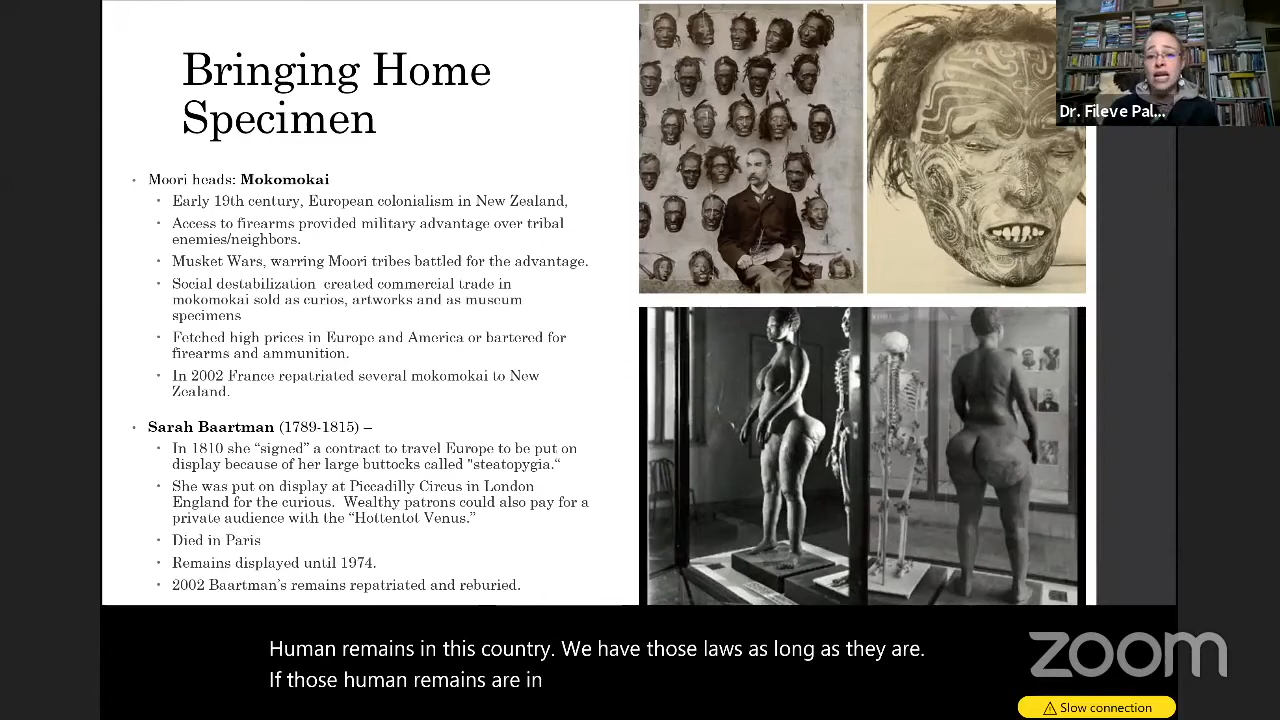 Bringing Home
Specimen
Moori heads: Mokomokai
Early 19th century, European colonialism in New Zealand,
Access to firearms provided military advantage over tribal
enemies/neighbors.
Musket Wars, warring Moori tribes battled for the advantage.
Social destabilization created commercial trade in
mokomokai sold as curios, artworks and as museum
specimens
Fetched high prices in Europe and America or bartered for
firearms and ammunition.
In 2002 France repatriated several mokomokai to New
Zealand.
Sarah Baartman (1789-1815) –
In 1810 she “signed” a contract to travel Europe to be put on
display because of her large buttocks called "steatopygia.“
She was put on display at Piccadilly Circus in London
England for the curious. Wealthy patrons could also pay for a
private audience with the “Hottentot Venus.”
Died in Paris
Remains displayed until 1974.
2002 Baartman’s remains repatriated and reburied.
Dr. Fileve Pal...
Human remains in this country. We have those laws as long as they are.
If those human remains are in
zoom
Slow connection